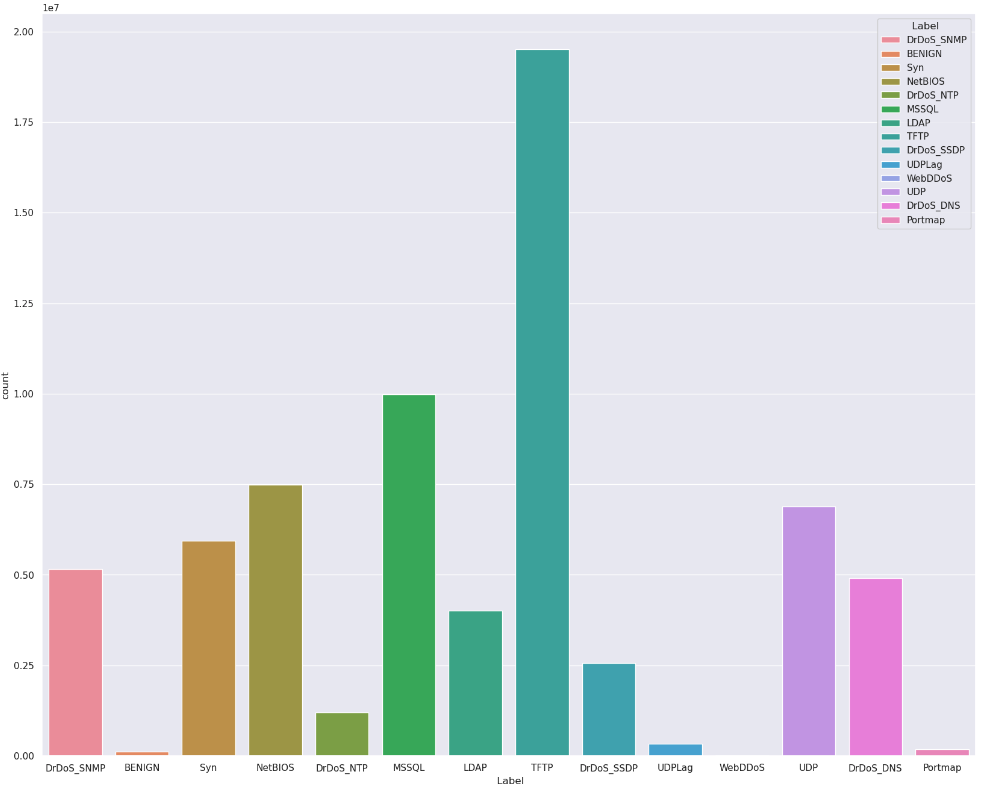 1e7
2.00
1.75
1.50
1.25
1.00
0.75
0.50
0.25
0.00
count
Label
DrDoS_SNMP
BENIGN
Syn
NetBIOS
DrDoS_NTP
MSSQL
LDAP
TFTP
DrDoS_SSDP
UDPLag
WebDDoS
UDP
DrDoS_DNS
Portmap
DrDoS_SNMP BENIGN Syn NetBIOS DrDoS_NTP MSSQL LDAP TFTP DrDoS_SSDP UDPLag WebDDoS UDP DrDoS_DNS Portmap
Label